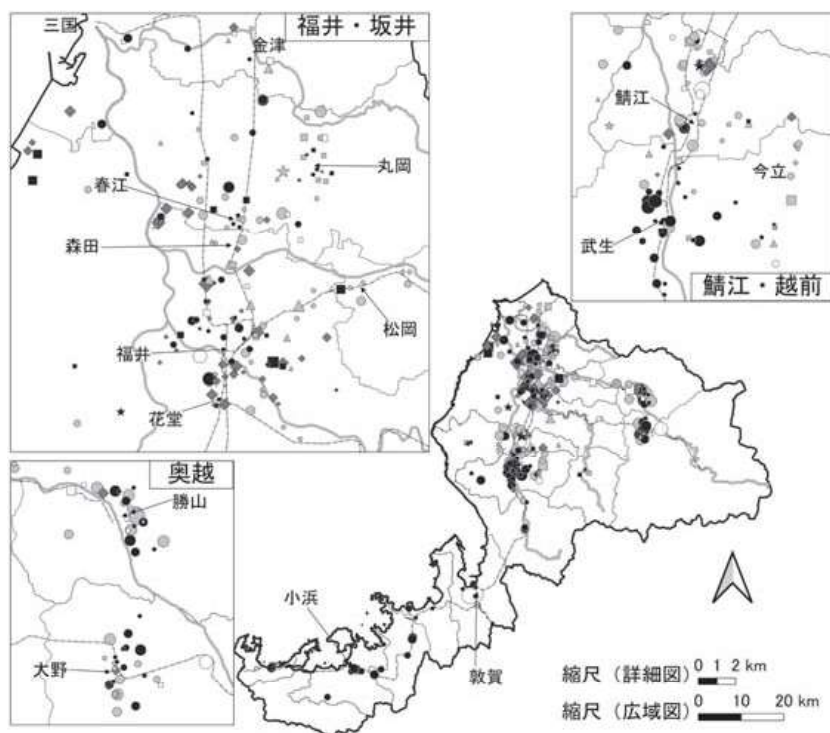 福井・坂井
三国
金津
丸岡
春江
森田
松岡
福井
花堂
鯖江
今立
武生
鯖江・越前
奥越
勝山
大野
小浜
敦賀
縮尺（詳細図） 0 1 2 km
縮尺（広域図） 0 10 20 km